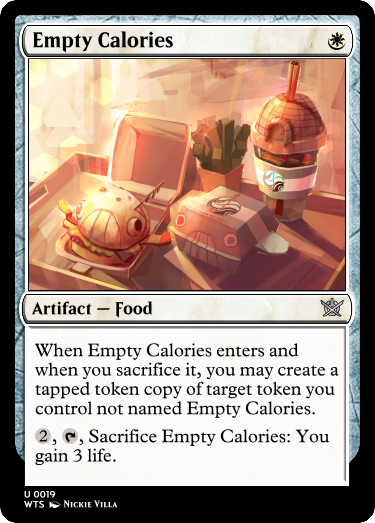 Empty Calories
Artifact — Food
When Empty Calories enters and
when you sacrifice it, you may create a
tapped token copy of target token you
control not named Empty Calories.
2, T, Sacrifice Empty Calories: You
gain 3 life.
U 0019
WTS Nickie Villa